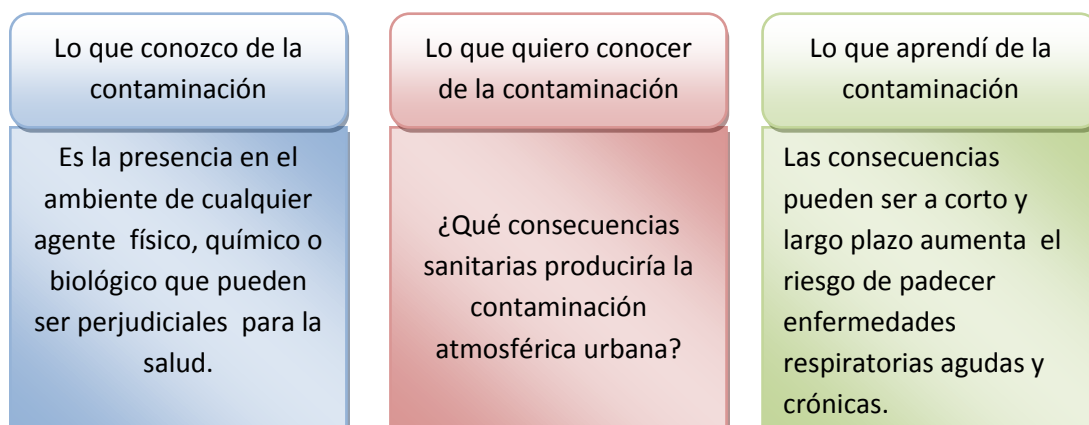 Lo que conozco de la
contaminación
Es la presencia en el
ambiente de cualquier
agente físico, químico o
biológico que pueden
ser perjudiciales para la
salud.
Lo que quiero conocer
de la contaminación
¿Qué consecuencias
sanitarias produciría la
contaminación
atmosférica urbana?
Lo que aprendí de la
contaminación
Las consecuencias
pueden ser a corto y
largo plazo aumenta el
riesgo de padecer
enfermedades
respiratorias agudas y
crónicas.